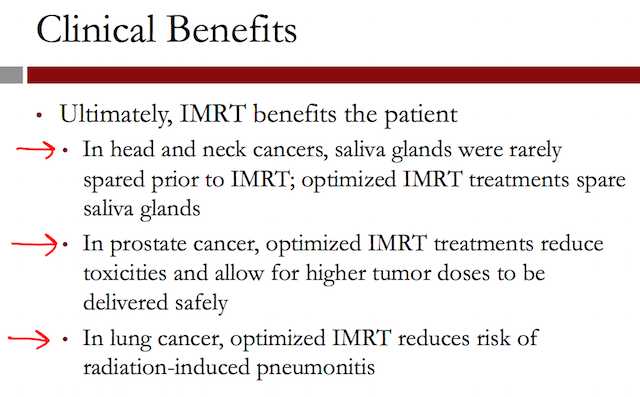 Clinical Benefits
• Ultimately, IMRT benefits the patient
• In head and neck cancers, saliva glands were rarely
spared prior to IMRT; optimized IMRT treatments spare
saliva glands
• In prostate cancer, optimized IMRT treatments reduce
toxicities and allow for higher tumor doses to be
delivered safely
• In lung cancer, optimized IMRT reduces risk of
radiation-induced pneumonitis